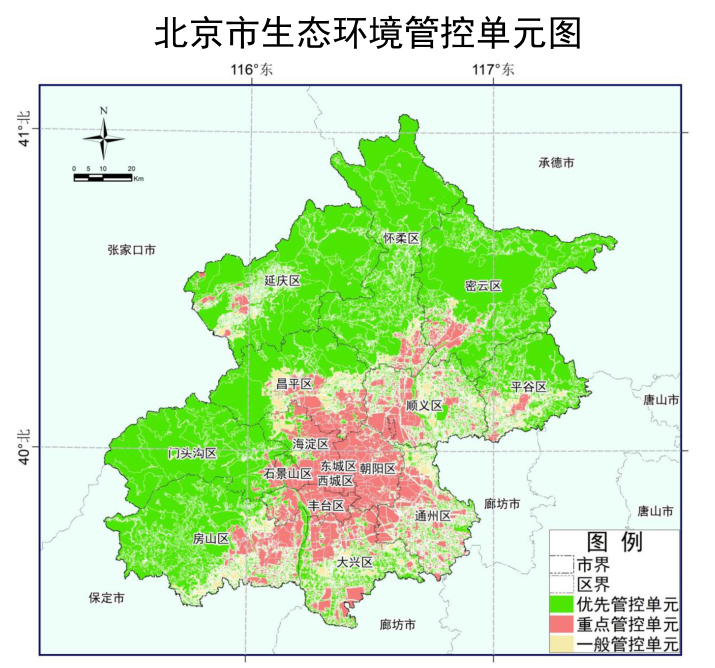 北京市生态环境管控单元图
116°东
117°东
41°北
N
0 5 10 20
Km
承德市
张家口市
怀柔区
延庆区
密云区
昌平区
平谷区
顺义区
唐山市
40°北
海淀区
门头沟区
东城区
朝阳区
石景山区
西城区
丰台区
廊坊市
唐山市
通州区
房山区
大兴区
保定市
廊坊市
图 例
市界
区界
优先管控单元
重点管控单元
一般管控单元